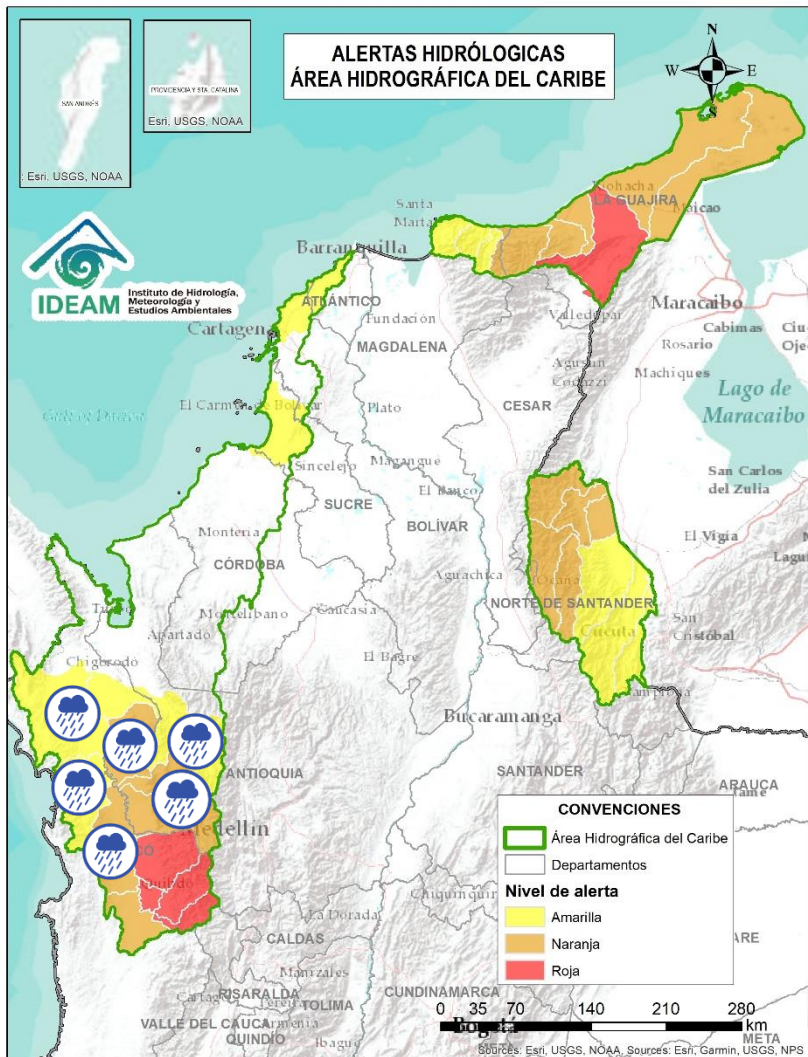 ALERTAS HIDRÓLOGICAS
ÁREA HIDROGRÁFICA DEL CARIBE
SAN ANDRÉS
: Esri, USGS, NOAA
PROVIDENCIA Y STA. CATALINA
Esri, USGS, NOAA
N
W
E
S
IDEAM
Instituto de Hidrología,
Meteorología y
Estudios Ambientales
Santa
Marta
LA GUAJIRA
Maicao
Barranquilla
ATLÁNTICO
Cartagen
Fundación
MAGDALENA
Valledupar
Maracaibo
Cabimas
Rosario
Machiques
Agustín
Codazzi
CESAR
Lago de
Maracaibo
El Carmen de Bolívar
Plato
Sincelejo
Magangué
SUCRE
El Banco
San Carlos
del Zulia
BOLÍVAR
El Vigía
Montería
CÓRDOBA
Aguachica
Ocaña
NORTE DE SANTANDER
Montelíbano
Caucasia
Cúcuta
San
Cristóbal
Apartadó
El Bagre
Chigorodó
Bucaramanga
ANTIOQUIA
SANTANDER
ARAUCA
Medellín
Quibdó
La Dorada
CALDAS
Manizales
RISARALDA
TOLIMA
CUNDINAMARCA
VALLE DEL CAUCA
QUINDÍO
Ibagué
Bogotá
META
META
CONVENCIONES
Área Hidrográfica del Caribe
Departamentos
Nivel de alerta
Amarilla
Naranja
Roja
0 35 70 140 210 280
km
Sources: Esri, USGS, NOAA, Sources: Esri, Garmin, USGS, NPS